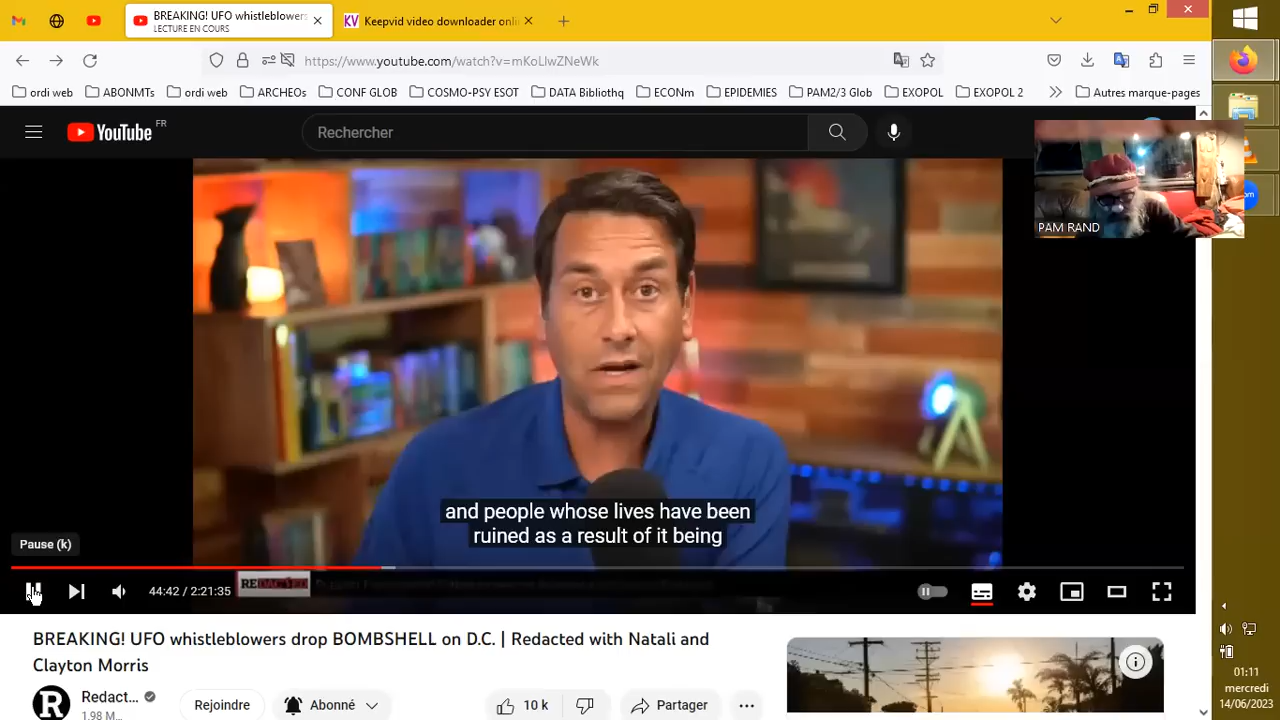 BREAKING! UFO whistleblowers
LECTURE EN COURS
KV Keepvid video downloader onli
https://www.youtube.com/watch?v=mKoLlwZNeWk
ordi web ABONMTs ordi web ARCHEOs CONF GLOB COSMO-PSY ESOT DATA Bibliothq ECONm EPIDEMIES PAM2/3 Glob EXOPOL EXOPOL 2 Autres marque-pages
YouTube FR
Rechercher
PAM RAND
and people whose lives have been
ruined as a result of it being
Pause (k)
44:42 / 2:21:35
REDACTED
BREAKING! UFO whistleblowers drop BOMBSHELL on D.C. | Redacted with Natali and
Clayton Morris
R
Redact...
1.98 M...
Rejoindre
Abonné
10 k
Partager
01:11
mercredi
14/06/2023